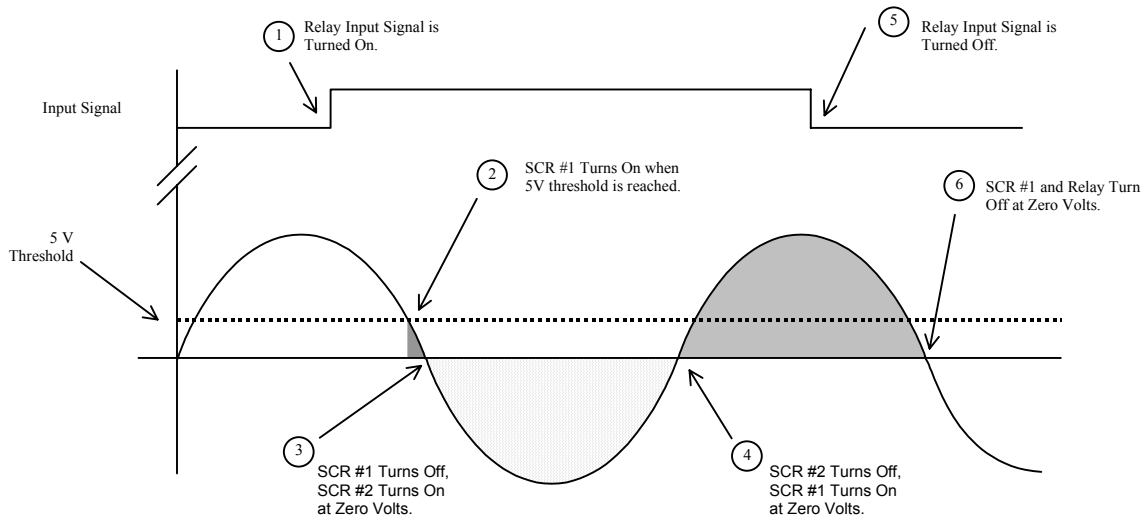 1
Relay Input Signal is
Turned On.
5
Relay Input Signal is
Turned Off.
Input Signal
2
SCR #1 Turns On when
5V threshold is reached.
6
SCR #1 and Relay Turn
Off at Zero Volts.
5 V
Threshold
3
SCR #1 Turns Off,
SCR #2 Turns On
at Zero Volts.
4
SCR #2 Turns Off,
SCR #1 Turns On
at Zero Volts.